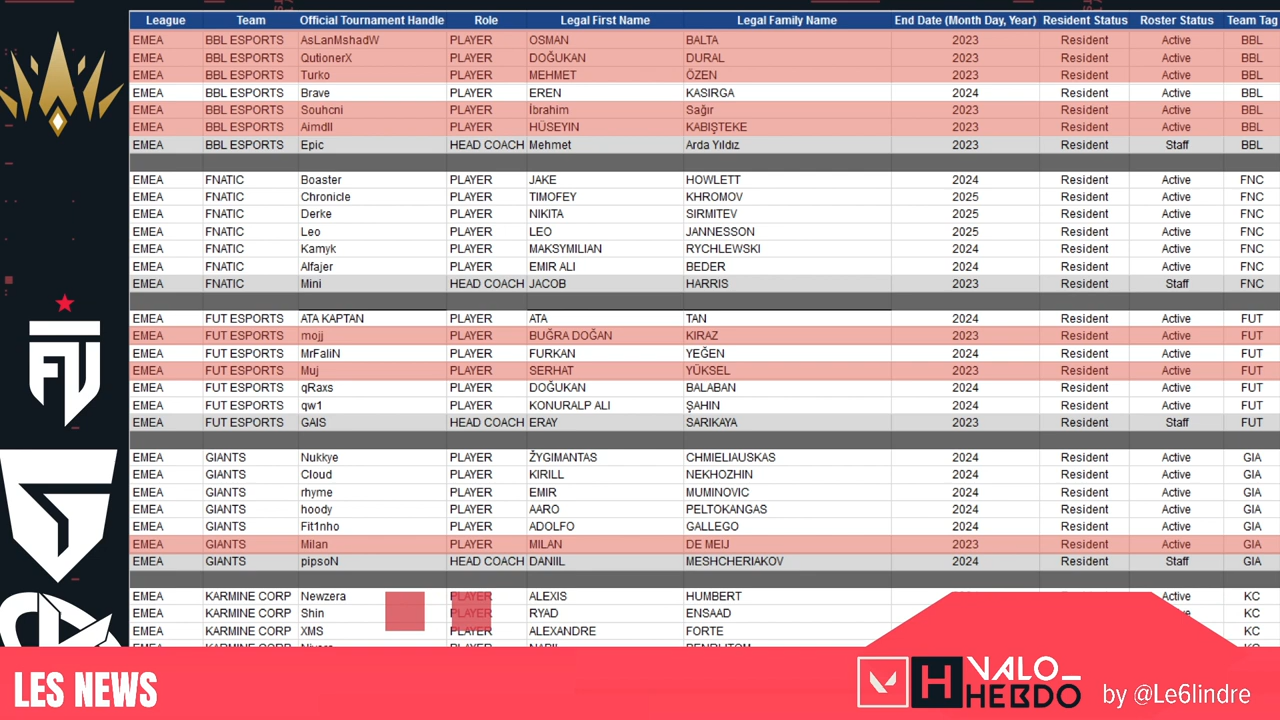 League Team Official Tournament Handle Role Legal First Name Legal Family Name End Date (Month Day, Year) Resident Status Roster Status Team Tag
EMEA BBL ESPORTS AsLanMshadW PLAYER OSMAN BALTA 2023 Resident Active BBL
EMEA BBL ESPORTS QutionerX PLAYER DOĞUKAN DURAL 2023 Resident Active BBL
EMEA BBL ESPORTS Turko PLAYER MEHMET ÖZEN 2023 Resident Active BBL
EMEA BBL ESPORTS Brave PLAYER EREN KASIRGA 2024 Resident Active BBL
EMEA BBL ESPORTS Souhcni PLAYER İbrahim Sağır 2023 Resident Active BBL
EMEA BBL ESPORTS AimDLL PLAYER HÜSEYIN KABIŞTEKE 2023 Resident Active BBL
EMEA BBL ESPORTS Epic HEAD COACH Mehmet Arda Yıldız 2023 Resident Staff BBL
EMEA FNATIC Boaster PLAYER JAKE HOWLETT 2024 Resident Active FNC
EMEA FNATIC Chronicle PLAYER TIMOFEY KHROMOV 2025 Resident Active FNC
EMEA FNATIC Derke PLAYER NIKITA SIRMITEV 2025 Resident Active FNC
EMEA FNATIC Leo PLAYER LEO JANNESSON 2025 Resident Active FNC
EMEA FNATIC Kamyk PLAYER MAKSYMILIAN RYCHLEWSKI 2024 Resident Active FNC
EMEA FNATIC Alfajer PLAYER EMIR ALI BEDER 2024 Resident Active FNC
EMEA FNATIC Mini HEAD COACH JACOB HARRIS 2023 Resident Staff FNC
EMEA FUT ESPORTS ATA KAPTAN PLAYER ATA TAN 2024 Resident Active FUT
EMEA FUT ESPORTS mojj PLAYER BUĞRA DOĞAN KIRAZ 2023 Resident Active FUT
EMEA FUT ESPORTS MrFaliN PLAYER FURKAN YEĞEN 2024 Resident Active FUT
EMEA FUT ESPORTS Muj PLAYER SERHAT YÜKSEL 2023 Resident Active FUT
EMEA FUT ESPORTS qRaxs PLAYER DOĞUKAN BALABAN 2024 Resident Active FUT
EMEA FUT ESPORTS qw1 PLAYER KONURALP ALI ŞAHIN 2024 Resident Active FUT
EMEA FUT ESPORTS GAIS HEAD COACH ERAY SARIKAYA 2023 Resident Staff FUT
EMEA GIANTS Nukkye PLAYER ŽYGIMANTAS CHMIELIAUSKAS 2024 Resident Active GIA
EMEA GIANTS Cloud PLAYER KIRILL NEKHOZHIN 2024 Resident Active GIA
EMEA GIANTS rhyme PLAYER EMIR MUMINOVIC 2024 Resident Active GIA
EMEA GIANTS hoody PLAYER AARO PELTOKANGAS 2024 Resident Active GIA
EMEA GIANTS Fit1nho PLAYER ADOLFO GALLEGO 2024 Resident Active GIA
EMEA GIANTS Milan PLAYER MILAN DE MEIJ 2023 Resident Active GIA
EMEA GIANTS pipsoN HEAD COACH DANIIL MESHCHERIAKOV 2024 Resident Staff GIA
EMEA KARMINE CORP Newzera PLAYER ALEXIS HUMBERT Active KC
EMEA KARMINE CORP Shin PLAYER RYAD ENSAAD KC
EMEA KARMINE CORP XMS PLAYER ALEXANDRE FORTE KC
LES NEWS
H VALO_
HEBDO by @Le6lindre